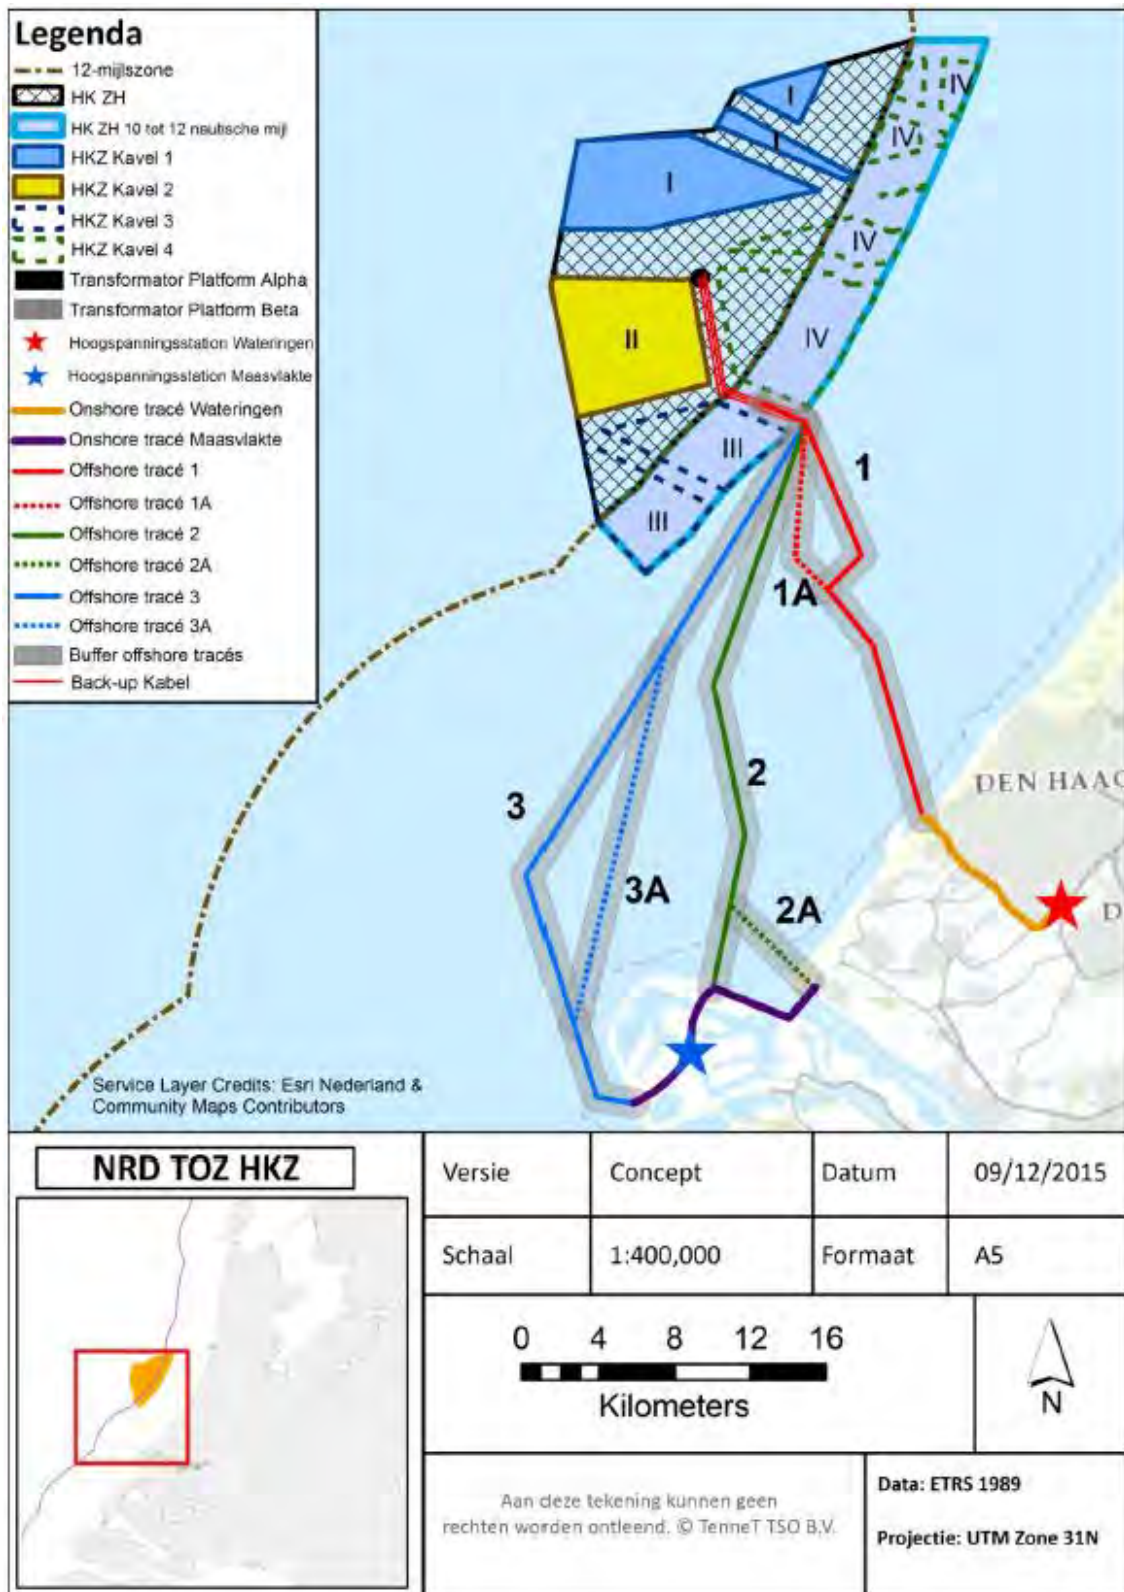 Legenda
12-mijlszone
HK ZH
HK ZH 10 tot 12 nautische mijl
HKZ Kavel 1
HKZ Kavel 2
HKZ Kavel 3
HKZ Kavel 4
Transformator Platform Alpha
Transformator Platform Beta
Hoogspanningsstation Wateringen
Hoogspanningsstation Maasvlakte
Onshore tracé Wateringen
Onshore tracé Maasvlakte
Offshore tracé 1
Offshore tracé 1A
Offshore tracé 2
Offshore tracé 2A
Offshore tracé 3
Offshore tracé 3A
Buffer offshore tracés
Back-up Kabel
I
IV
I
IV
I
IV
IV
II
III
III
1
1A
2
DEN HAAG
3
3A
2A
D
Service Layer Credits: Esri Nederland &
Community Maps Contributors
NRD TOZ HKZ
Versie
Concept
Datum
09/12/2015
Schaal
1:400,000
Formaat
A5
0 4 8 12 16
Kilometers
N
Aan deze tekening kunnen geen
rechten worden ontleend. © TenneT TSO B.V.
Data: ETRS 1989
Projectie: UTM Zone 31N